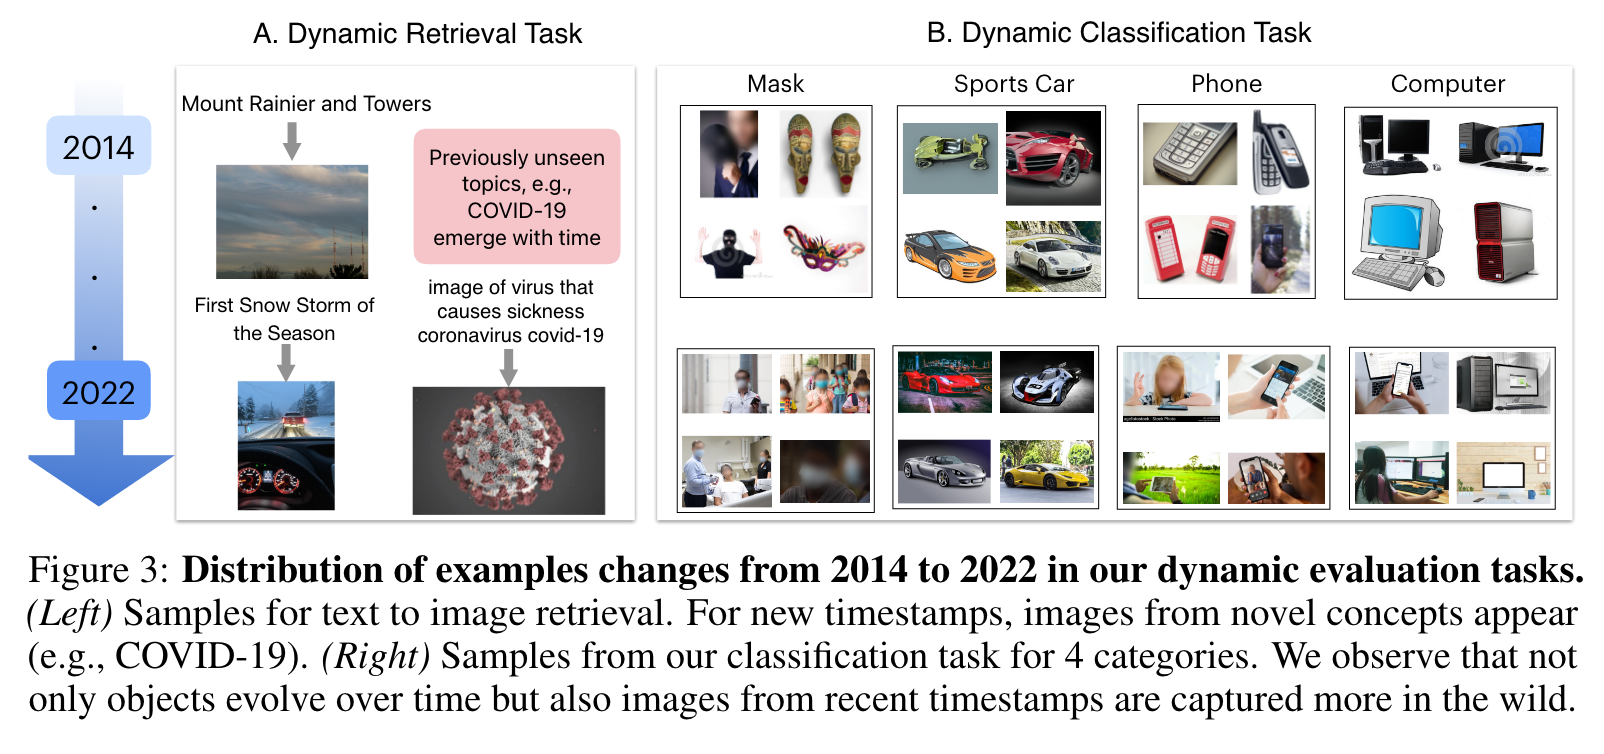 A. Dynamic Retrieval Task
B. Dynamic Classification Task
2014
2022
Mount Rainier and Towers
Previously unseen
topics, e.g.,
COVID-19
emerge with time
First Snow Storm of
the Season
image of virus that
causes sickness
coronavirus covid-19
Mask
Sports Car
Phone
Computer
Figure 3: Distribution of examples changes from 2014 to 2022 in our dynamic evaluation tasks.
(Left) Samples for text to image retrieval. For new timestamps, images from novel concepts appear
(e.g., COVID-19). (Right) Samples from our classification task for 4 categories. We observe that not
only objects evolve over time but also images from recent timestamps are captured more in the wild.